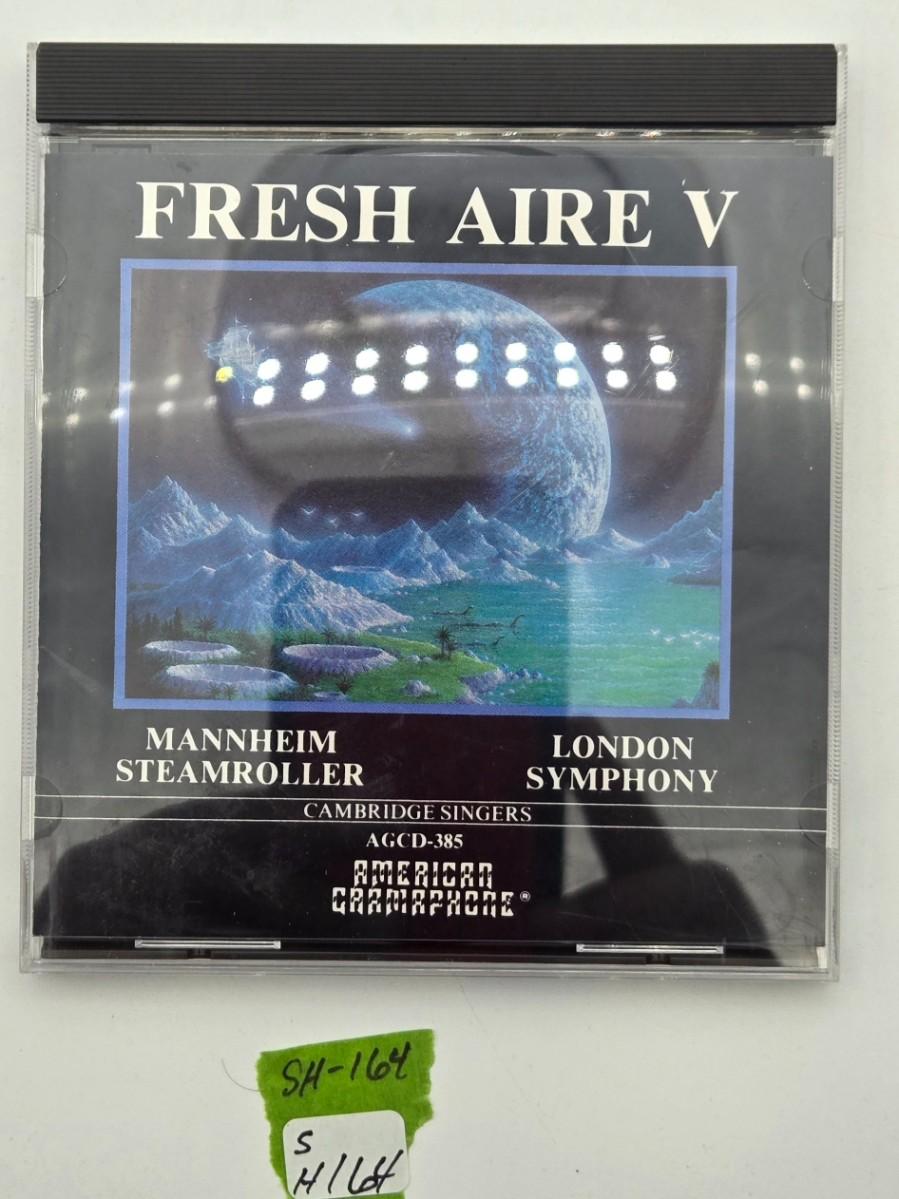 FRESH AIRE V
MANNHEIM
STEAMROLLER
LONDON
SYMPHONY
CAMBRIDGE SINGERS
AGCD-385
AMERICAN
GRAMAPHONE®
SH-164
S
H164